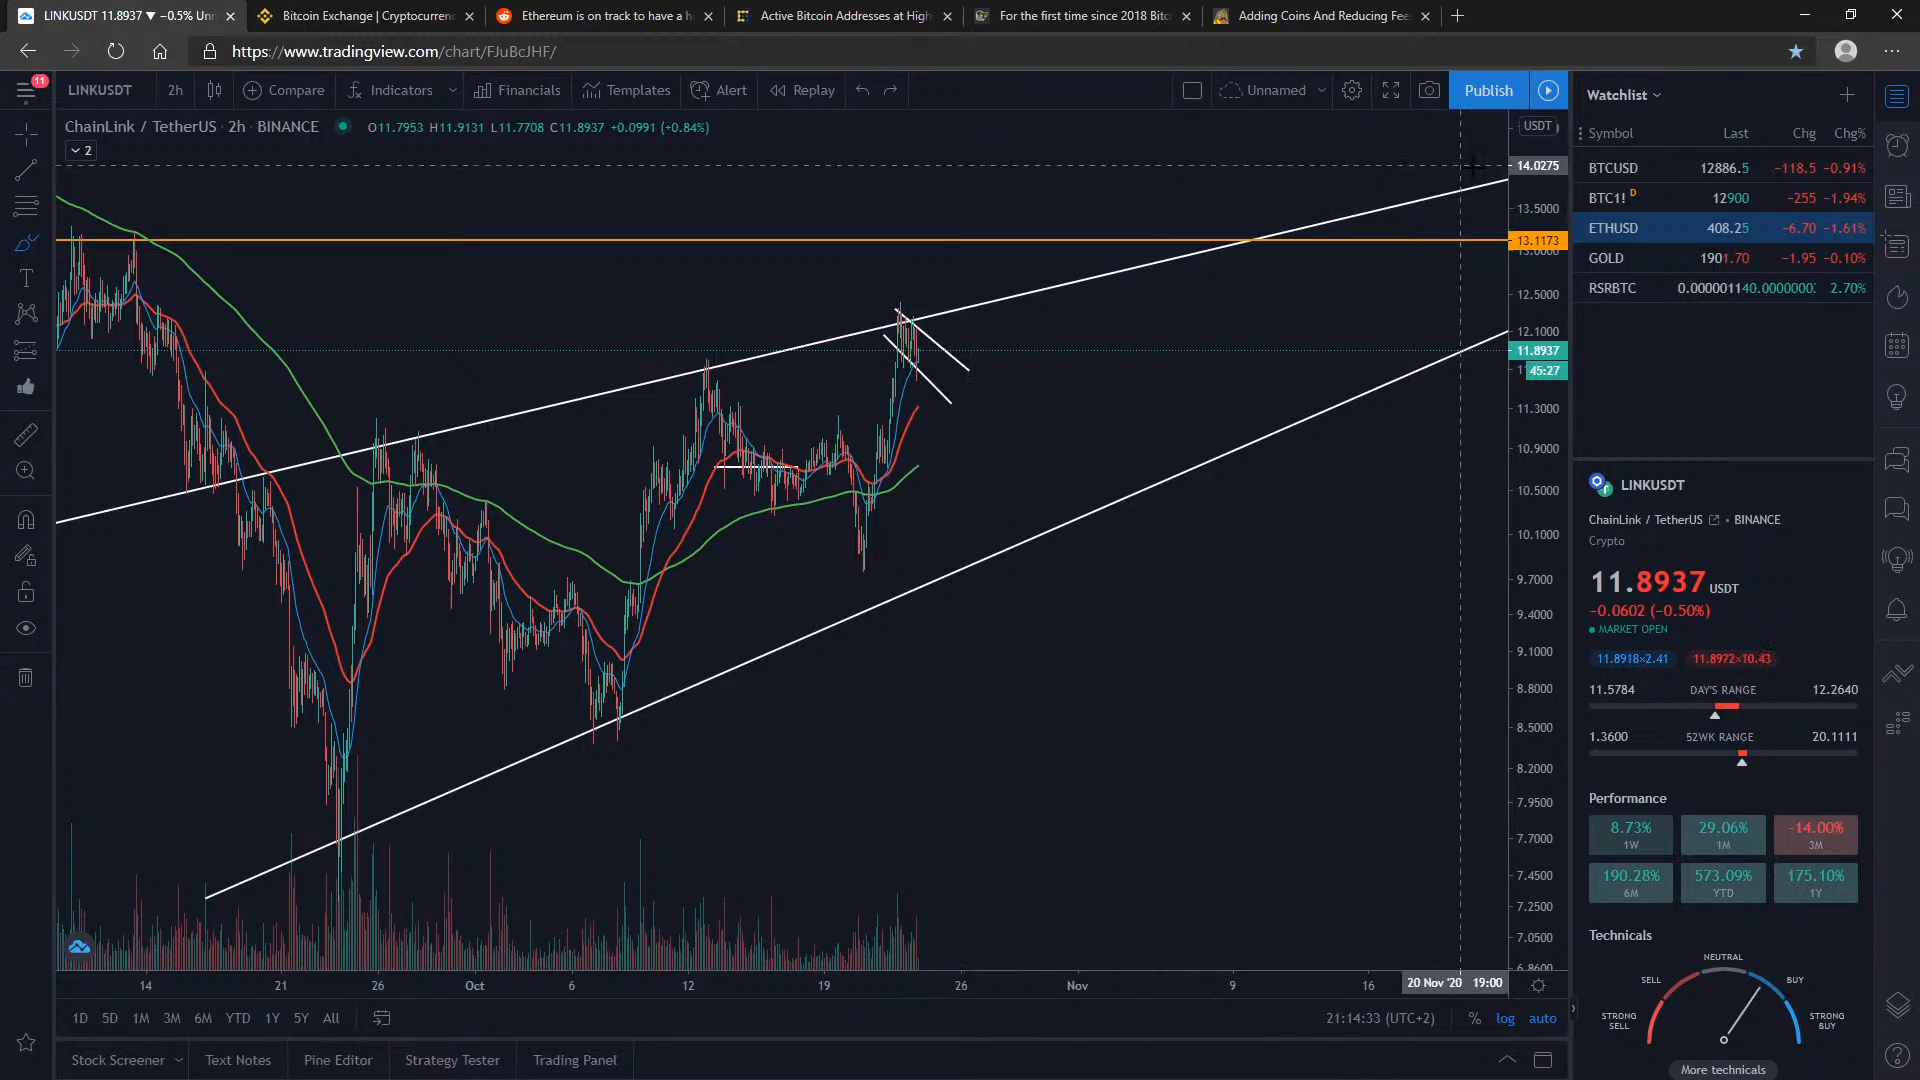 LINKUSDT 11.8937 ▼ −0.5% Unn
Bitcoin Exchange | Cryptocurrenc
Ethereum is on track to have a h
Active Bitcoin Addresses at High
For the first time since 2018 Bitc
Adding Coins And Reducing Fee
https://www.tradingview.com/chart/FJuBcJHF/
11
LINKUSDT
2h
Compare
Indicators
Financials
Templates
Alert
Replay
Unnamed
Publish
ChainLink / TetherUS · 2h · BINANCE
O11.7953 H11.9131 L11.7708 C11.8937 +0.0991 (+0.84%)
2
USDT
14.0275
13.5000
13.1173
13.0000
12.5000
12.1000
11.8937
45:27
11.3000
10.9000
10.5000
10.1000
9.7000
9.4000
9.1000
8.8000
8.5000
8.2000
7.9500
7.7000
7.4500
7.2500
7.0500
6.8600
14
21
26
Oct
6
12
19
26
Nov
9
16
20 Nov '20 19:00
1D 5D 1M 3M 6M YTD 1Y 5Y All
21:14:33 (UTC+2)
% log auto
Stock Screener
Text Notes
Pine Editor
Strategy Tester
Trading Panel
Watchlist
Symbol Last Chg Chg%
BTCUSD 12886.5 −118.5 −0.91%
BTC1! D 12900 −255 −1.94%
ETHUSD 408.25 −6.70 −1.61%
GOLD 1901.70 −1.95 −0.10%
RSRBTC 2.70%
LINKUSDT
ChainLink / TetherUS • BINANCE
Crypto
11.8937 USDT
−0.0602 (−0.50%)
MARKET OPEN
11.8918×2.41 11.8972×10.43
11.5784 DAY'S RANGE 12.2640
1.3600 52WK RANGE 20.1111
Performance
8.73% 29.06% -14.00%
1W 1M 3M
190.28% 573.09% 175.10%
6M YTD 1Y
Technicals
NEUTRAL
SELL BUY
STRONG SELL
STRONG BUY
More technicals